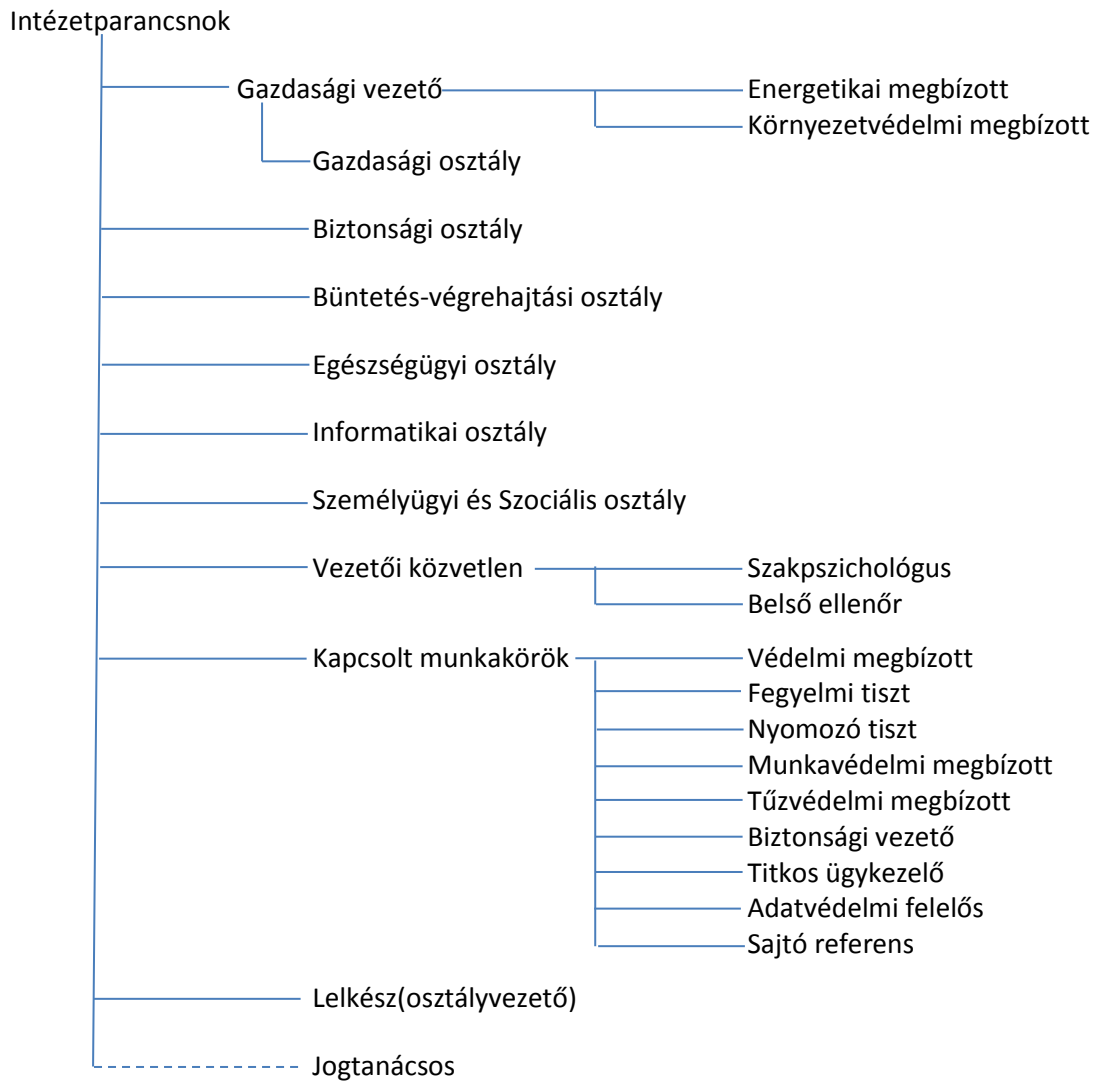 Intézetparancsnok
Gazdasági vezető
Energetikai megbízott
Környezetvédelmi megbízott
Gazdasági osztály
Biztonsági osztály
Büntetés-végrehajtási osztály
Egészségügyi osztály
Informatikai osztály
Személyügyi és Szociális osztály
Vezetői közvetlen
Szakpszichológus
Belső ellenőr
Kapcsolt munkakörök
Védelmi megbízott
Fegyelmi tiszt
Nyomozó tiszt
Munkavédelmi megbízott
Tűzvédelmi megbízott
Biztonsági vezető
Titkos ügykezelő
Adatvédelmi felelős
Sajtó referens
Lelkész(osztályvezető)
Jogtanácsos